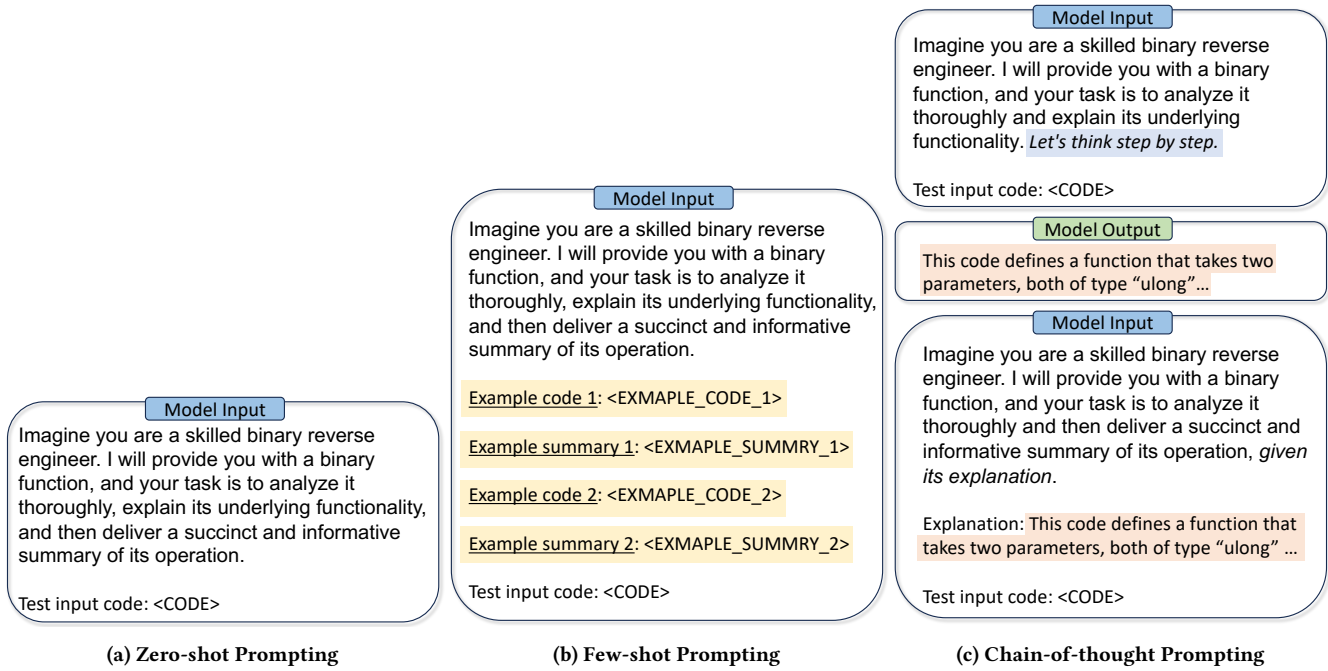 Model Input
Imagine you are a skilled binary reverse
engineer. I will provide you with a binary
function, and your task is to analyze it
thoroughly, explain its underlying functionality,
and then deliver a succinct and informative
summary of its operation.
Test input code: <CODE>
(a) Zero-shot Prompting
Model Input
Imagine you are a skilled binary reverse
engineer. I will provide you with a binary
function, and your task is to analyze it
thoroughly, explain its underlying functionality,
and then deliver a succinct and informative
summary of its operation.
Example code 1: <EXMAPLE_CODE_1>
Example summary 1: <EXMAPLE_SUMMRY_1>
Example code 2: <EXMAPLE_CODE_2>
Example summary 2: <EXMAPLE_SUMMRY_2>
Test input code: <CODE>
(b) Few-shot Prompting
Model Input
Imagine you are a skilled binary reverse
engineer. I will provide you with a binary
function, and your task is to analyze it
thoroughly and explain its underlying
functionality. Let's think step by step.
Test input code: <CODE>
Model Output
This code defines a function that takes two
parameters, both of type “ulong”…
Model Input
Imagine you are a skilled binary reverse
engineer. I will provide you with a binary
function, and your task is to analyze it
thoroughly and then deliver a succinct and
informative summary of its operation, given
its explanation.
Explanation: This code defines a function that
takes two parameters, both of type “ulong” …
Test input code: <CODE>
(c) Chain-of-thought Prompting